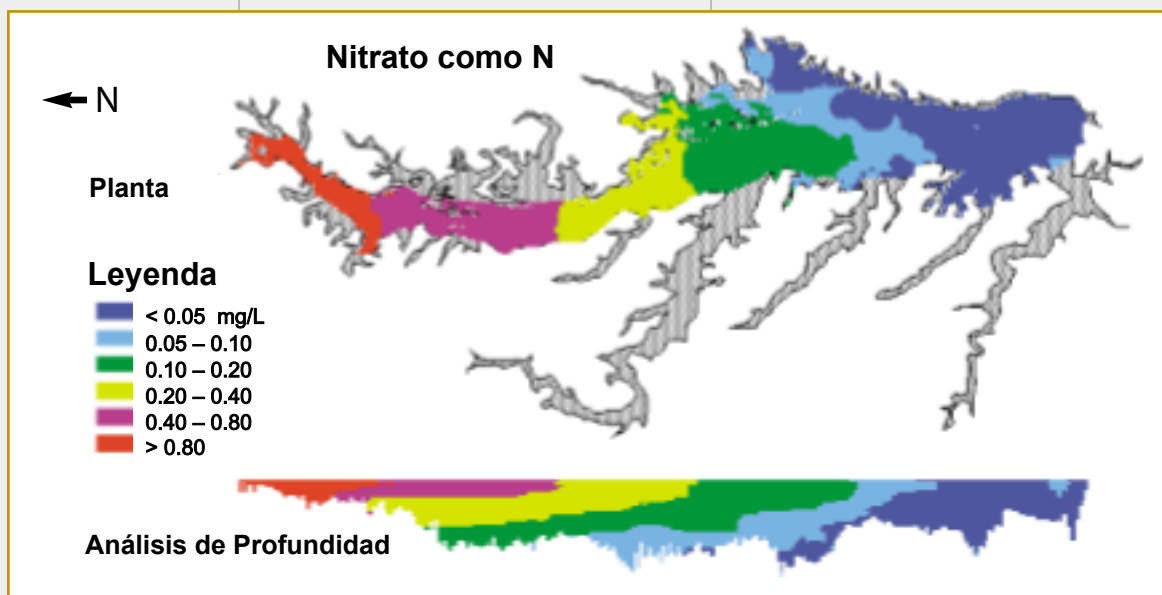 Nitrato como N
N
Planta
Leyenda
< 0.05 mg/L
0.05 – 0.10
0.10 – 0.20
0.20 – 0.40
0.40 – 0.80
> 0.80
Análisis de Profundidad